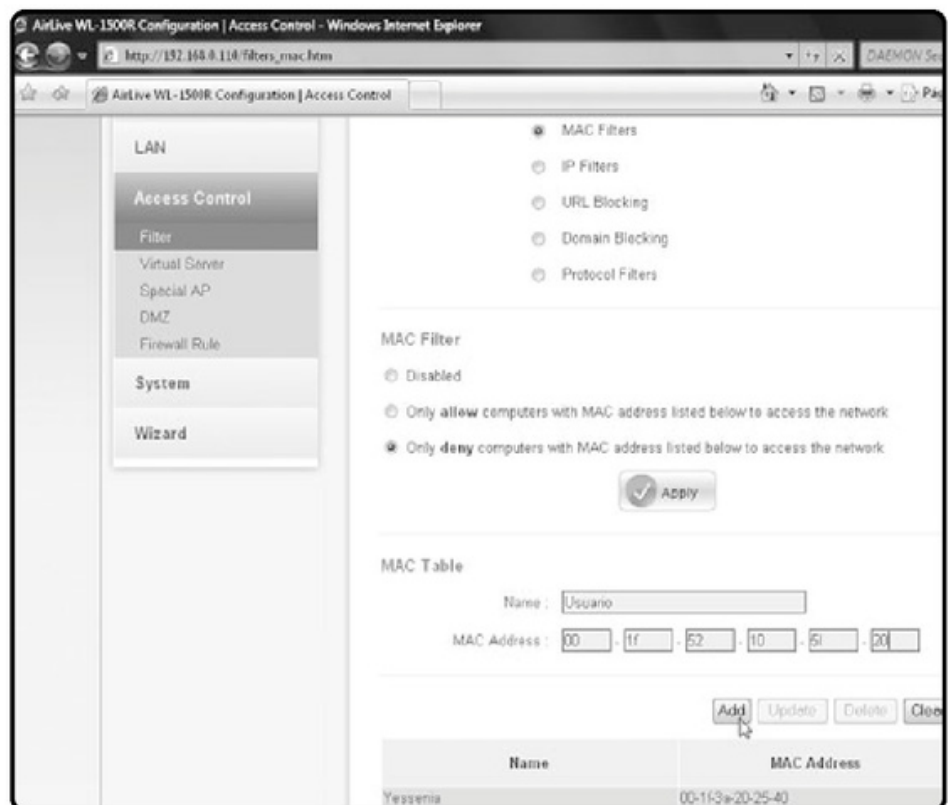 AirLive WL-1500R Configuration | Access Control - Windows Internet Explorer
http://192.168.0.110/filters_mac.htm
DAEMON Se
AirLive WL-1500R Configuration | Access Control
Pág
LAN
Access Control
Filter
Virtual Server
Special AP
DMZ
Firewall Rule
System
Wizard
MAC Filters
IP Filters
URL Blocking
Domain Blocking
Protocol Filters
MAC Filter
Disabled
Only allow computers with MAC address listed below to access the network
Only deny computers with MAC address listed below to access the network
Apply
MAC Table
Name : Usuario
MAC Address : 00 - 1f - 52 - 10 - - 20
Add Update Delete Clea
Name MAC Address
Yessenia 00-1f-3a-20-25-40